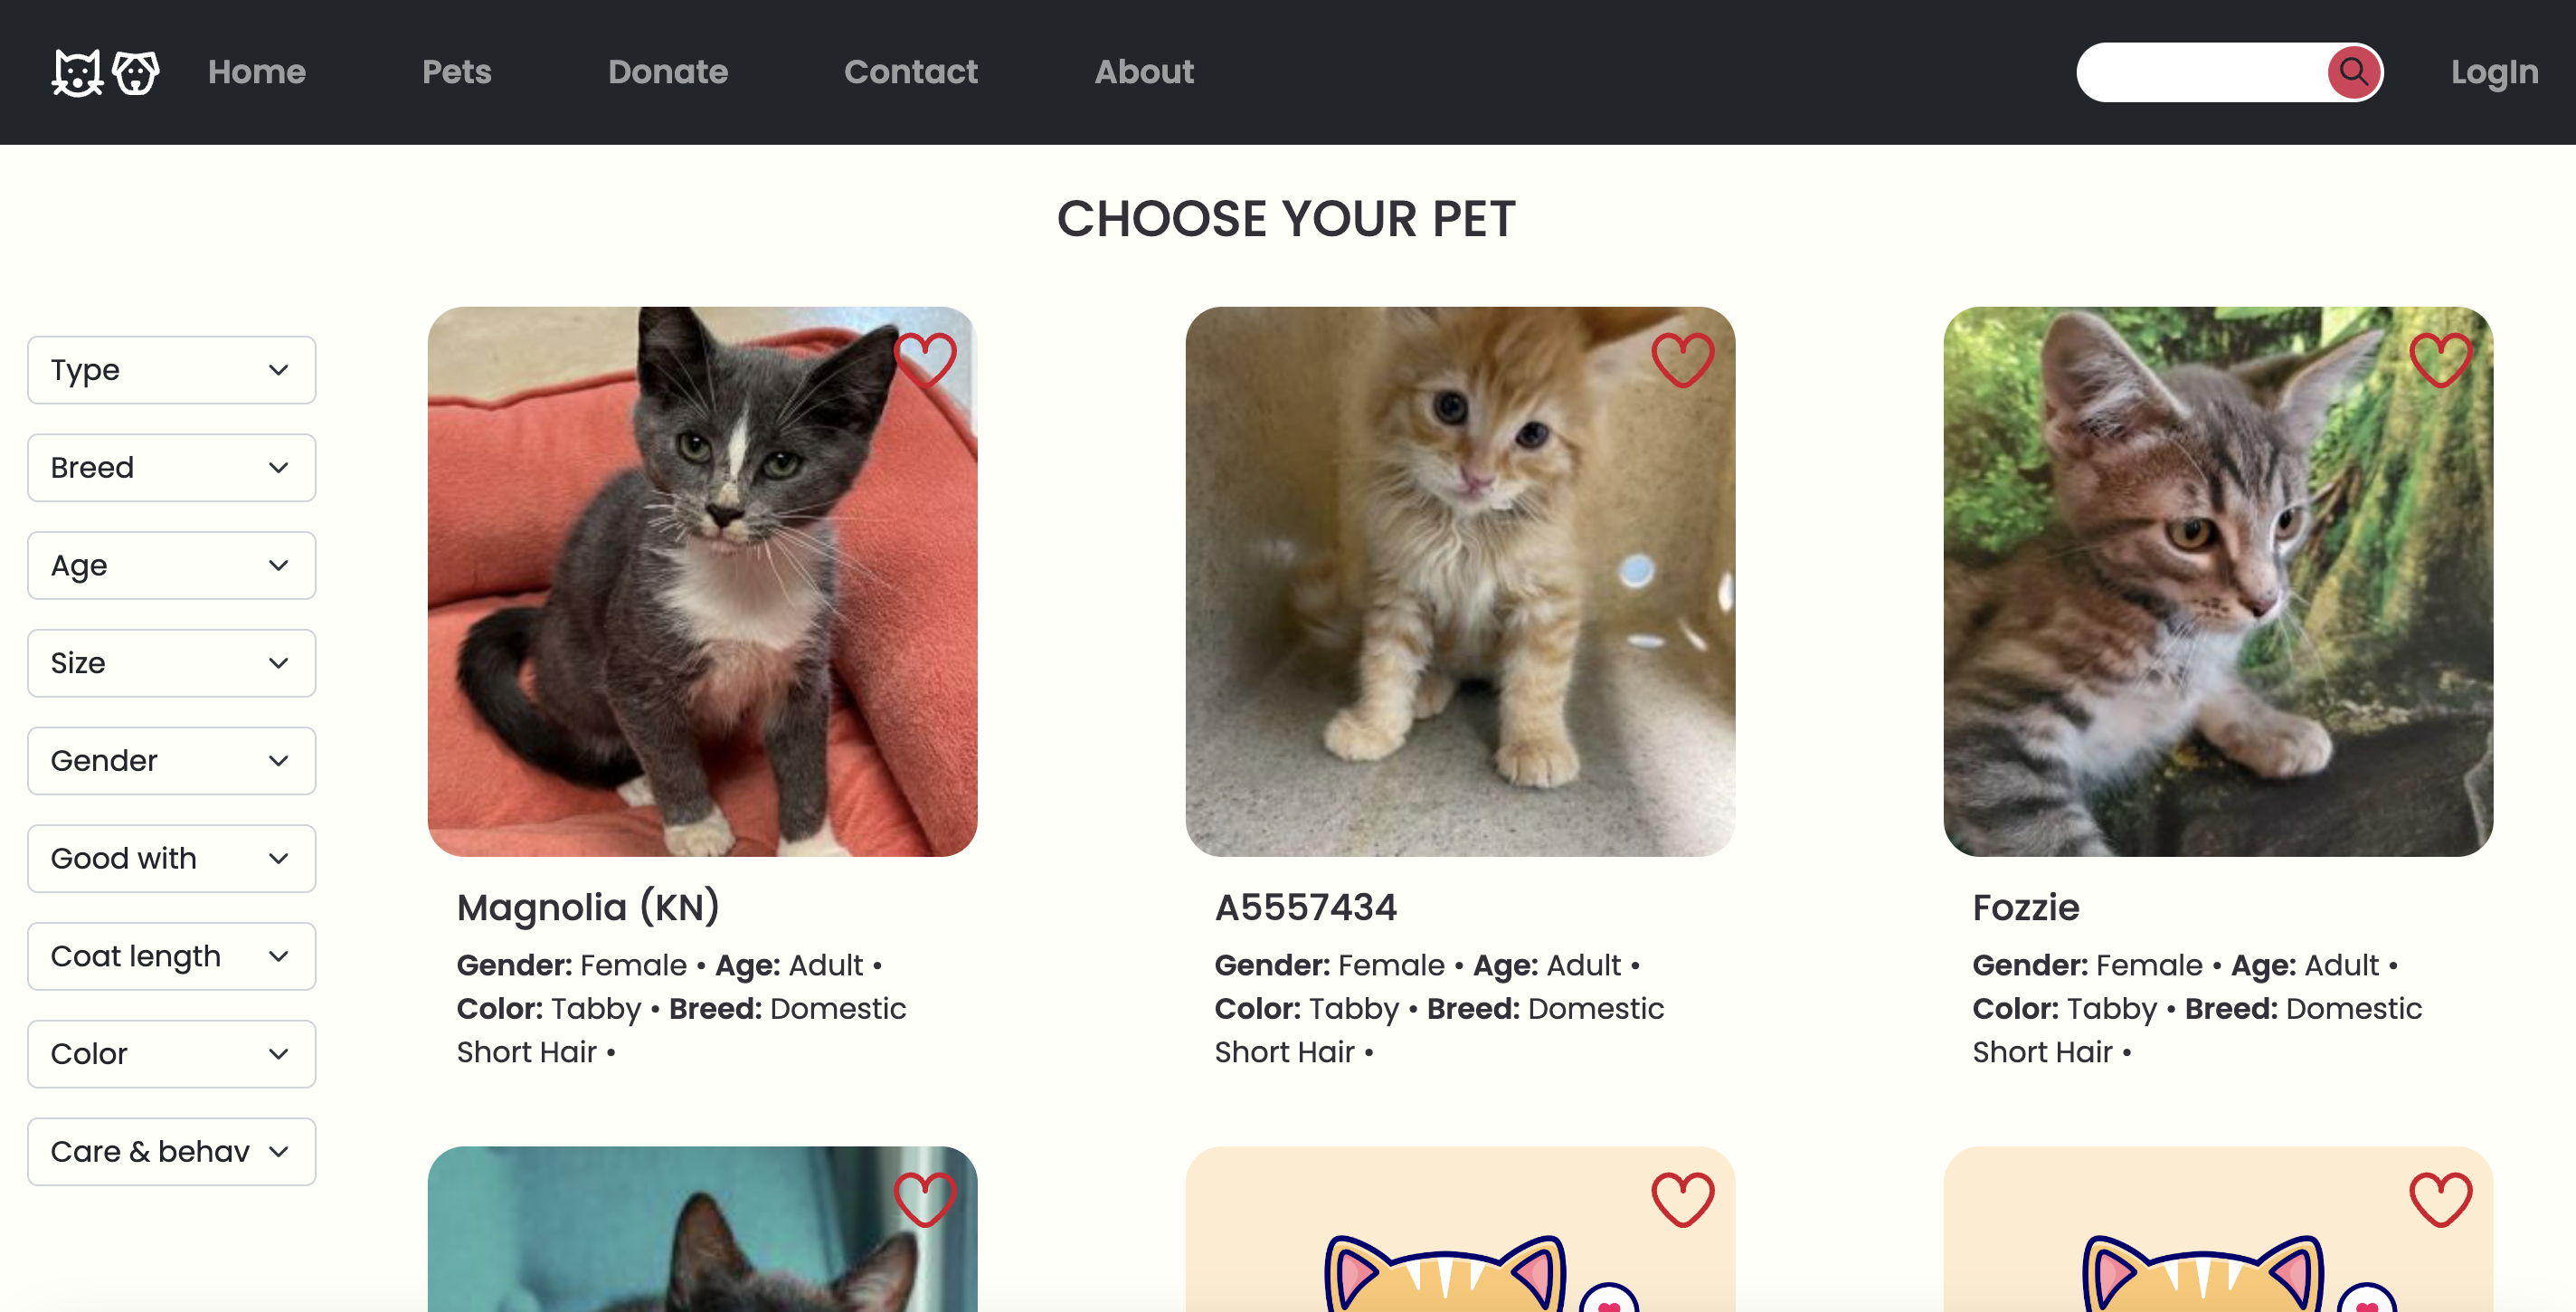 Home Pets Donate Contact About LogIn
CHOOSE YOUR PET
Type
Breed
Age
Size
Gender
Good with
Coat length
Color
Care & behav
Magnolia (KN)
Gender: Female • Age: Adult •
Color: Tabby • Breed: Domestic
Short Hair •
A5557434
Gender: Female • Age: Adult •
Color: Tabby • Breed: Domestic
Short Hair •
Fozzie
Gender: Female • Age: Adult •
Color: Tabby • Breed: Domestic
Short Hair •